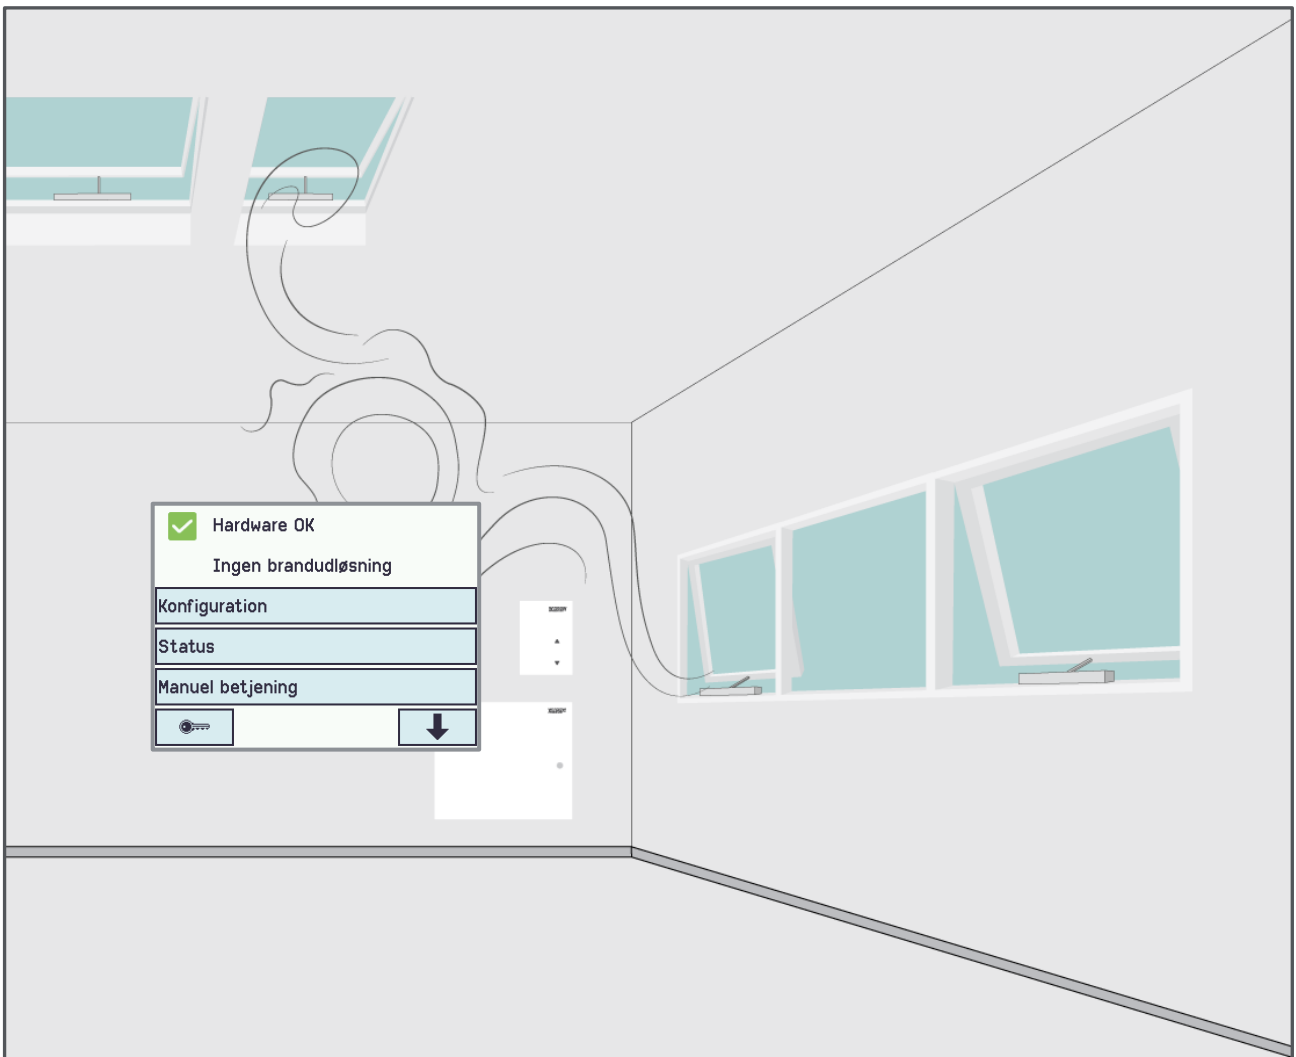 Hardware OK
Ingen brandudløsning
Konfiguration
Status
Manuel betjening